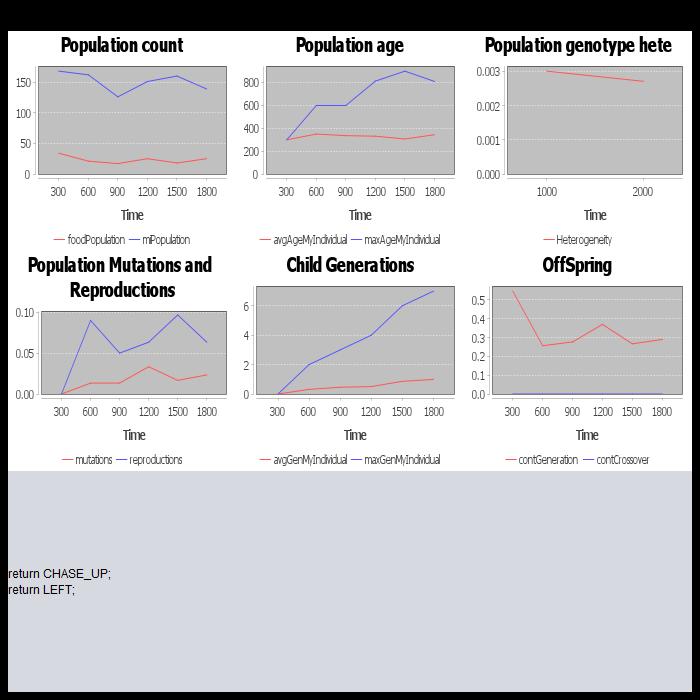 Population count
150
100
50
0
300 600 900 1200 1500 1800
Time
foodPopulation miPopulation
Population age
800
600
400
200
0
300 600 900 1200 1500 1800
Time
avgAgeMyIndividual maxAgeMyIndividual
Population genotype hete
0.003
0.002
0.001
0.000
1000 2000
Time
Heterogeneity
Population Mutations and
Reproductions
0.10
0.05
0.00
300 600 900 1200 1500 1800
Time
mutations reproductions
Child Generations
6
4
2
0
300 600 900 1200 1500 1800
Time
avgGenMyIndividual maxGenMyIndividual
OffSpring
0.5
0.4
0.3
0.2
0.1
0.0
300 600 900 1200 1500 1800
Time
contGeneration contCrossover
return CHASE_UP;
return LEFT;